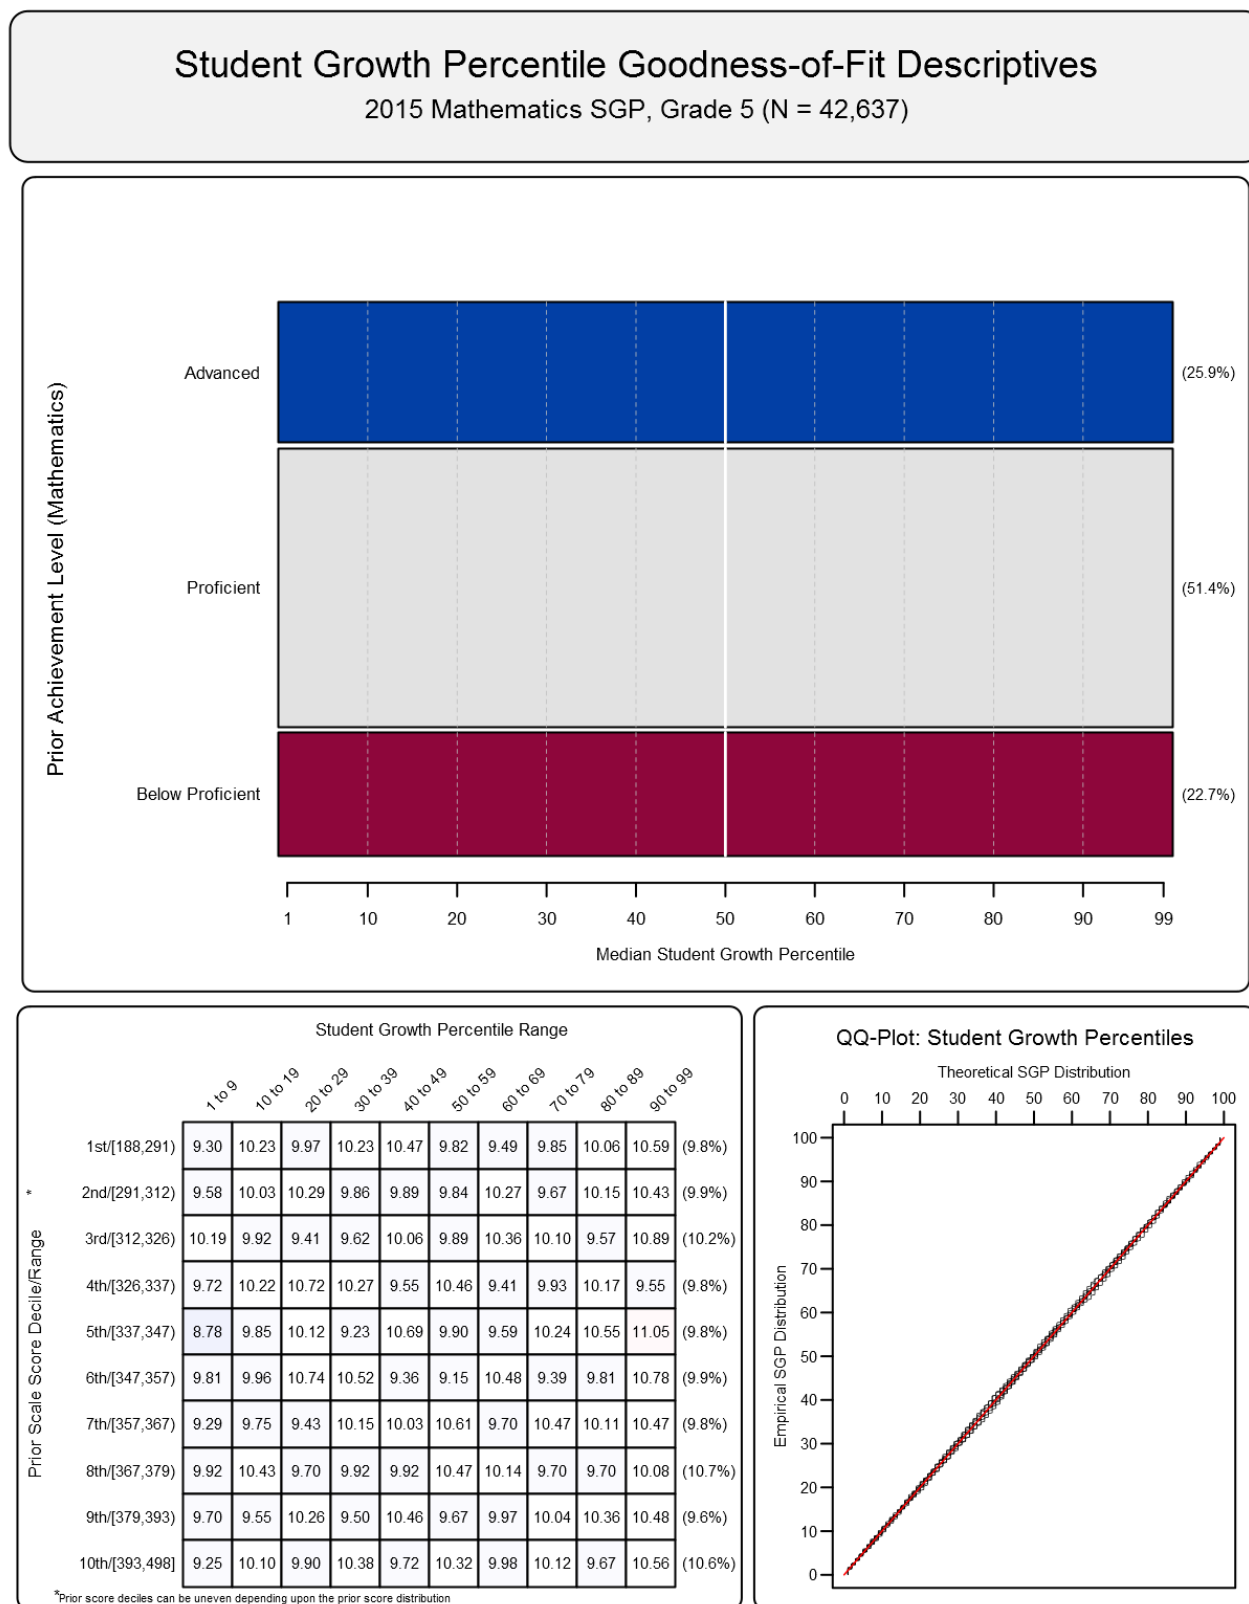 Student Growth Percentile Goodness-of-Fit Descriptives
2015 Mathematics SGP, Grade 5 (N = 42,637)
Prior Achievement Level (Mathematics)
Advanced
(25.9%)
Proficient
(51.4%)
Below Proficient
(22.7%)
1 10 20 30 40 50 60 70 80 90 99
Median Student Growth Percentile
Student Growth Percentile Range
1 to 9 10 to 19 20 to 29 30 to 39 40 to 49 50 to 59 60 to 69 70 to 79 80 to 89 90 to 99
Prior Scale Score Decile/Range *
1st/[188,291) 9.30 10.23 9.97 10.23 10.47 9.82 9.49 9.85 10.06 10.59 (9.8%)
2nd/[291,312) 9.58 10.03 10.29 9.86 9.89 9.84 10.27 9.67 10.15 10.43 (9.9%)
3rd/[312,326) 10.19 9.92 9.41 9.62 10.06 9.89 10.36 10.10 9.57 10.89 (10.2%)
4th/[326,337) 9.72 10.22 10.72 10.27 9.55 10.46 9.41 9.93 10.17 9.55 (9.8%)
5th/[337,347) 8.78 9.85 10.12 9.23 10.69 9.90 9.59 10.24 10.55 11.05 (9.8%)
6th/[347,357) 9.81 9.96 10.74 10.52 9.36 9.15 10.48 9.39 9.81 10.78 (9.9%)
7th/[357,367) 9.29 9.75 9.43 10.15 10.03 10.61 9.70 10.47 10.11 10.47 (9.8%)
8th/[367,379) 9.92 10.43 9.70 9.92 9.92 10.47 10.14 9.70 9.70 10.08 (10.7%)
9th/[379,393) 9.70 9.55 10.26 9.50 10.46 9.67 9.97 10.04 10.36 10.48 (9.6%)
10th/[393,498] 9.25 10.10 9.90 10.38 9.72 10.32 9.98 10.12 9.67 10.56 (10.6%)
*Prior score deciles can be uneven depending upon the prior score distribution
QQ-Plot: Student Growth Percentiles
Theoretical SGP Distribution
0 10 20 30 40 50 60 70 80 90 100
Empirical SGP Distribution
100
90
80
70
60
50
40
30
20
10
0